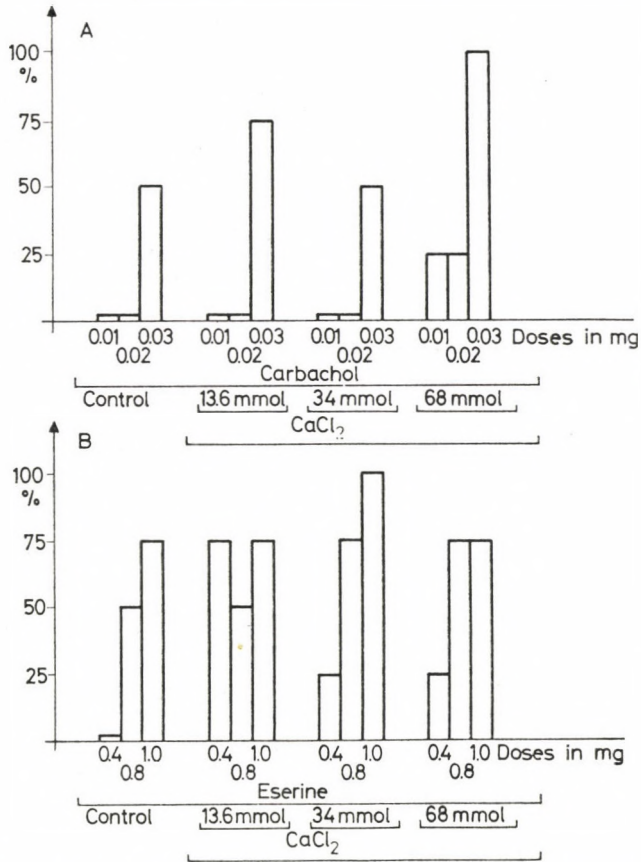 A
100
%
75
50
25
0.01 0.03 0.01 0.03 0.01 0.03 0.01 0.03 Doses in mg
0.02 0.02 0.02 0.02
Carbachol
Control 13.6 mmol 34 mmol 68 mmol
CaCl₂
B
100
%
75
50
25
0.4 1.0 0.4 1.0 0.4 1.0 0.4 1.0 Doses in mg
0.8 0.8 0.8 0.8
Eserine
Control 13.6 mmol 34 mmol 68 mmol
CaCl₂